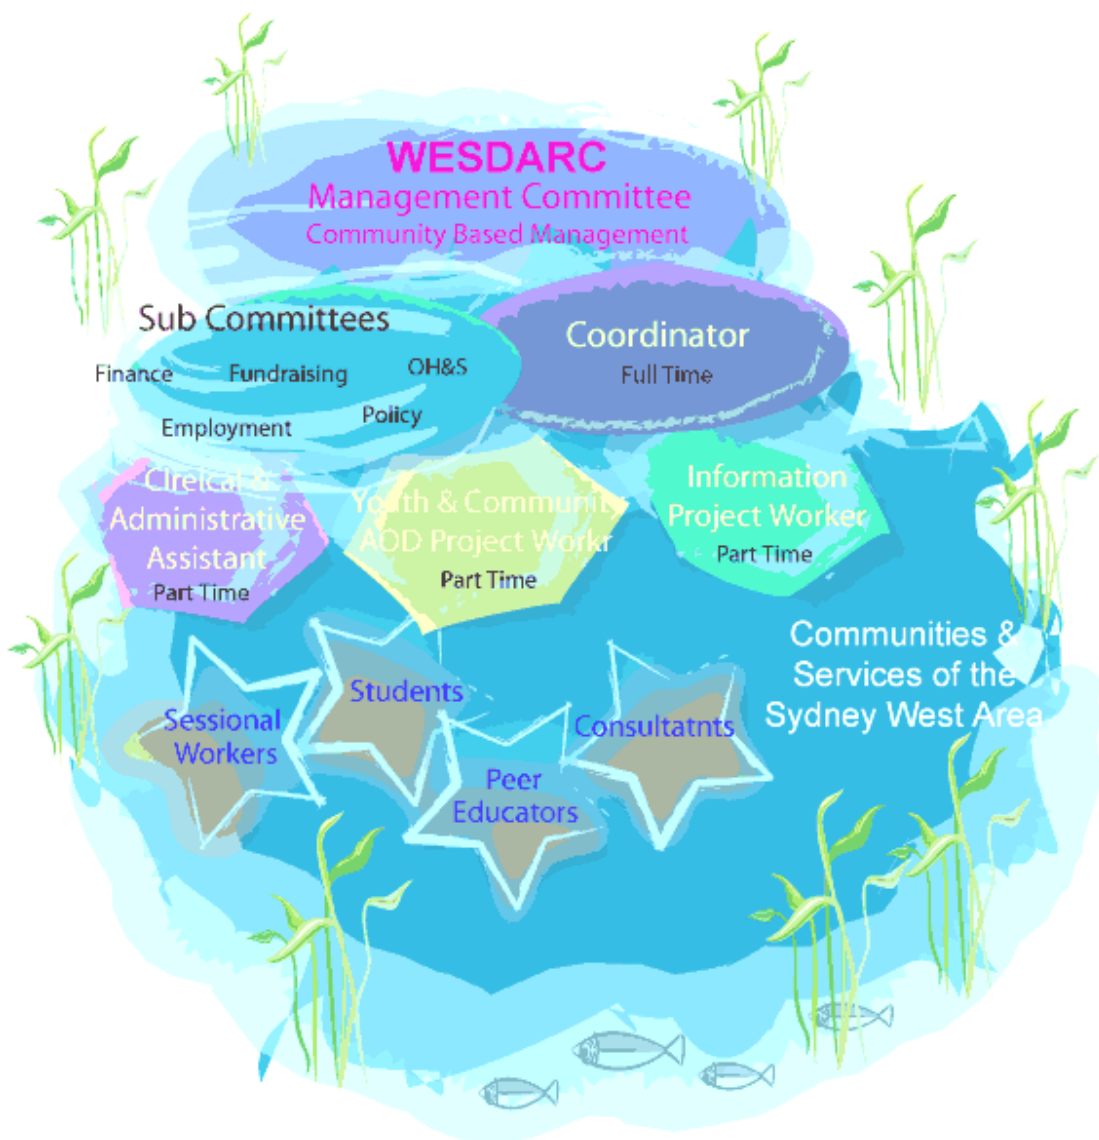 WESDARC
Management Committee
Community Based Management
Sub Committees
Finance
Fundraising
OH&S
Employment
Policy
Coordinator
Full Time
Clreical &
Administrative
Assistant
Part Time
Youth & Communi
AOD Project Workr
Part Time
Information
Project Worker
Part Time
Communities &
Services of the
Sydney West Area
Sessional
Workers
Students
Peer
Educators
Consultatnts